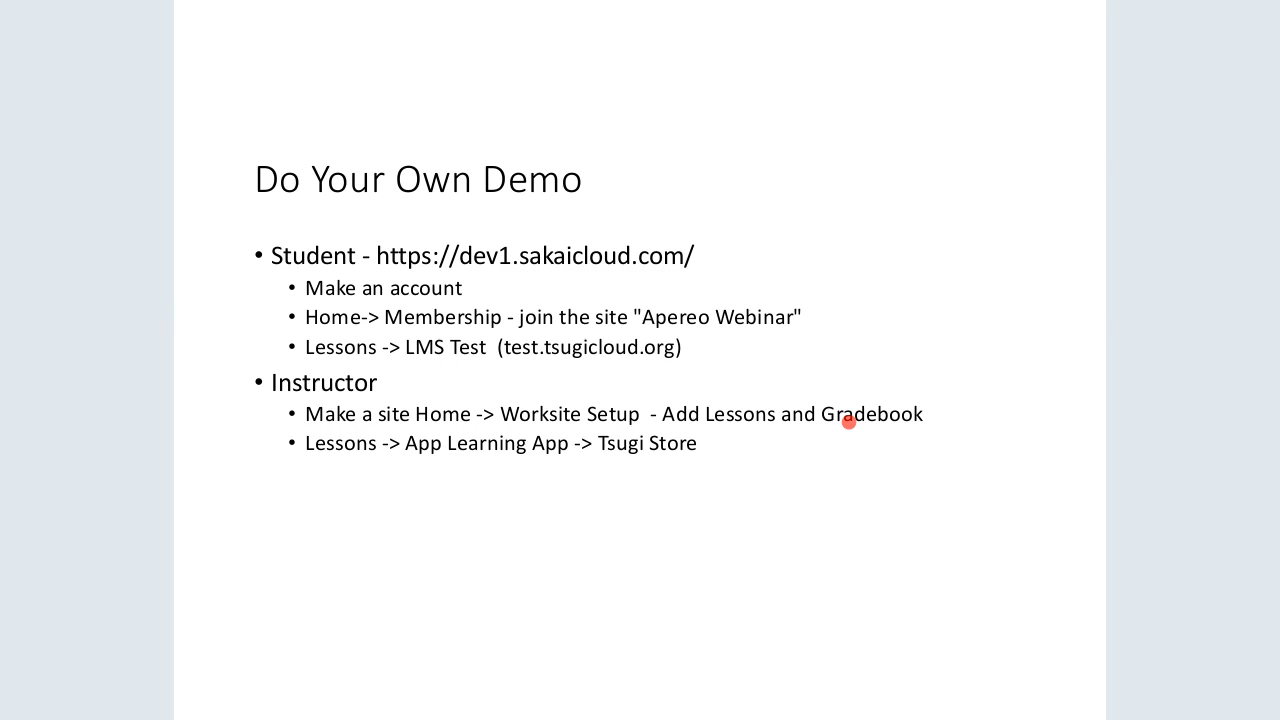 Do Your Own Demo
• Student - https://dev1.sakaicloud.com/
• Make an account
• Home-> Membership - join the site "Apereo Webinar"
• Lessons -> LMS Test  (test.tsugicloud.org)
• Instructor
• Make a site Home -> Worksite Setup  - Add Lessons and Gradebook
• Lessons -> App Learning App -> Tsugi Store